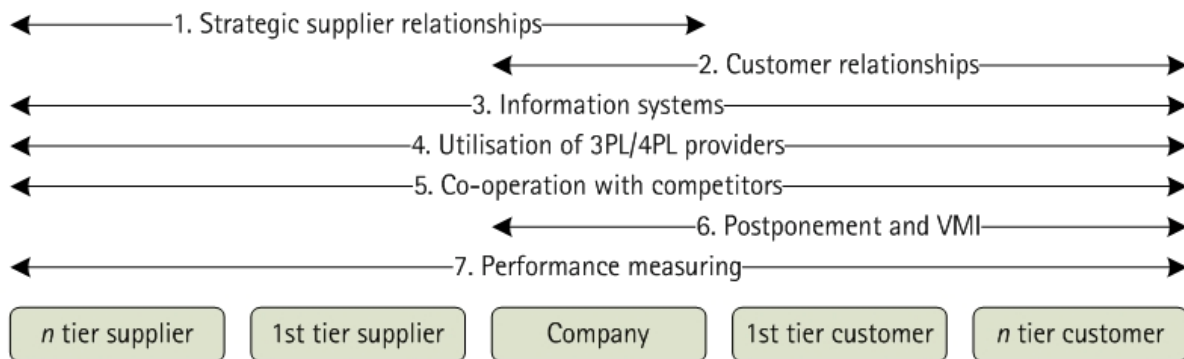 1. Strategic supplier relationships
2. Customer relationships
3. Information systems
4. Utilisation of 3PL/4PL providers
5. Co-operation with competitors
6. Postponement and VMI
7. Performance measuring
n tier supplier 1st tier supplier Company 1st tier customer n tier customer